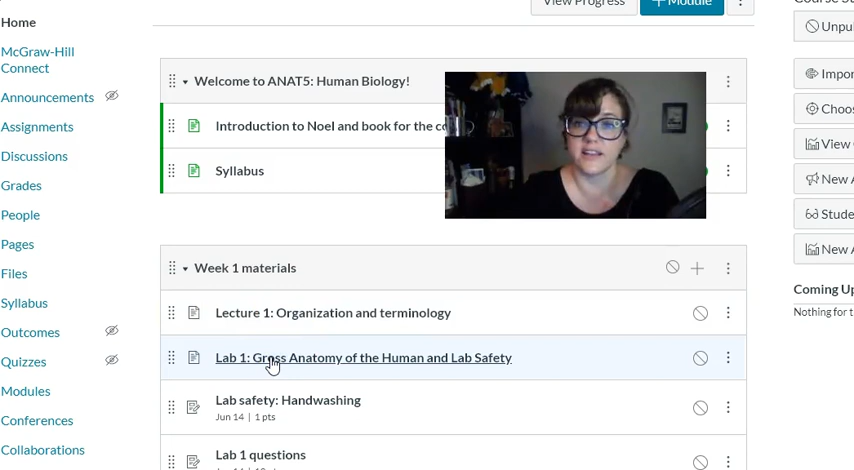 View Progress
Module
Home
McGraw-Hill
Connect
Announcements
Assignments
Discussions
Grades
People
Pages
Files
Syllabus
Outcomes
Quizzes
Modules
Conferences
Collaborations
Welcome to ANAT5: Human Biology!
Introduction to Noel and book for the co
Syllabus
Week 1 materials
Lecture 1: Organization and terminology
Lab 1: Gross Anatomy of the Human and Lab Safety
Lab safety: Handwashing
Jun 14 | 1 pts
Lab 1 questions
Unpu
Impor
Choos
View
New A
Stude
New A
Coming Up
Nothing for t